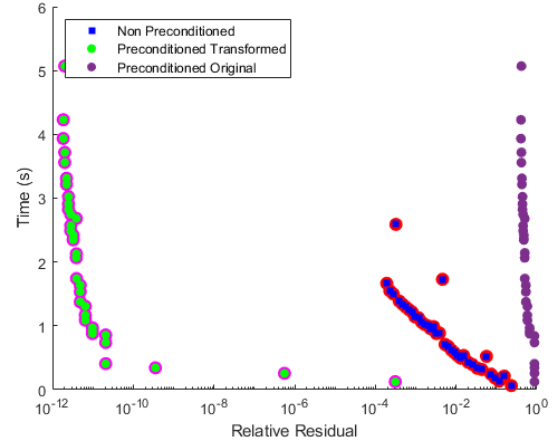 Non Preconditioned
Preconditioned Transformed
Preconditioned Original
Time (s)
6
5
4
3
2
1
0
10^-12
10^-10
10^-8
10^-6
10^-4
10^-2
10^0
Relative Residual